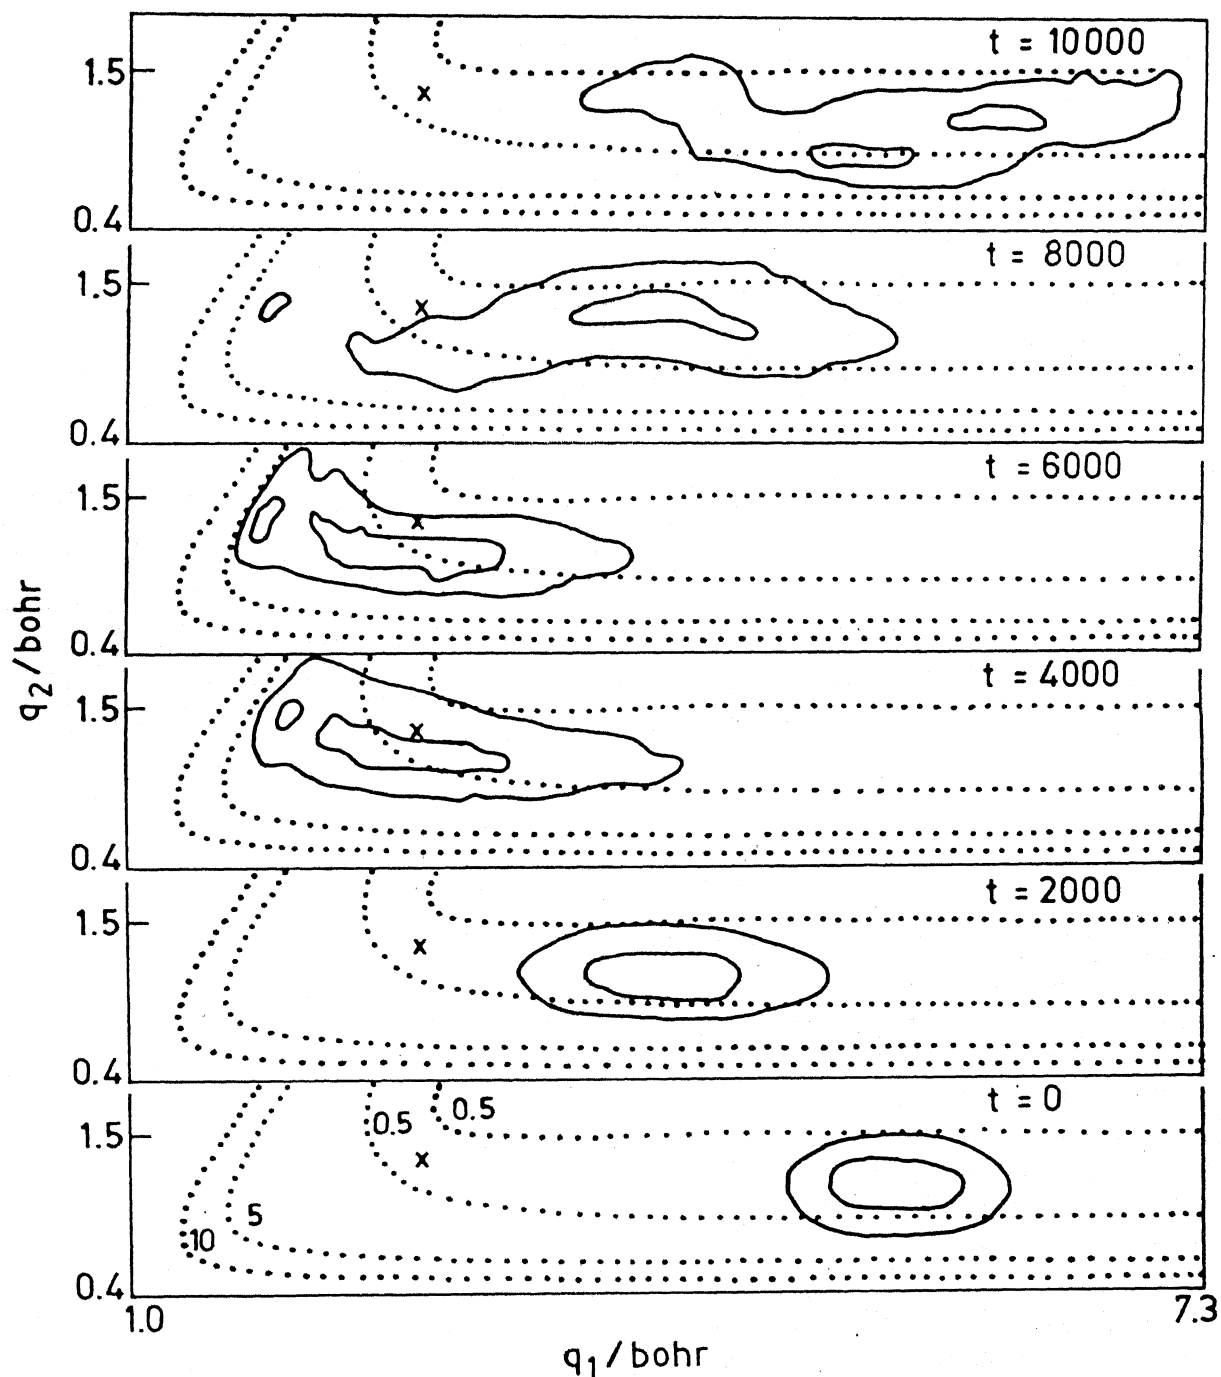 t = 10000
1.5
x
0.4
t = 8000
1.5
x
0.4
t = 6000
1.5
x
0.4
q2/bohr
t = 4000
1.5
x
0.4
t = 2000
1.5
x
0.4
t = 0
0.5 0.5
1.5
x
5
10
0.4
1.0 7.3
q1/bohr